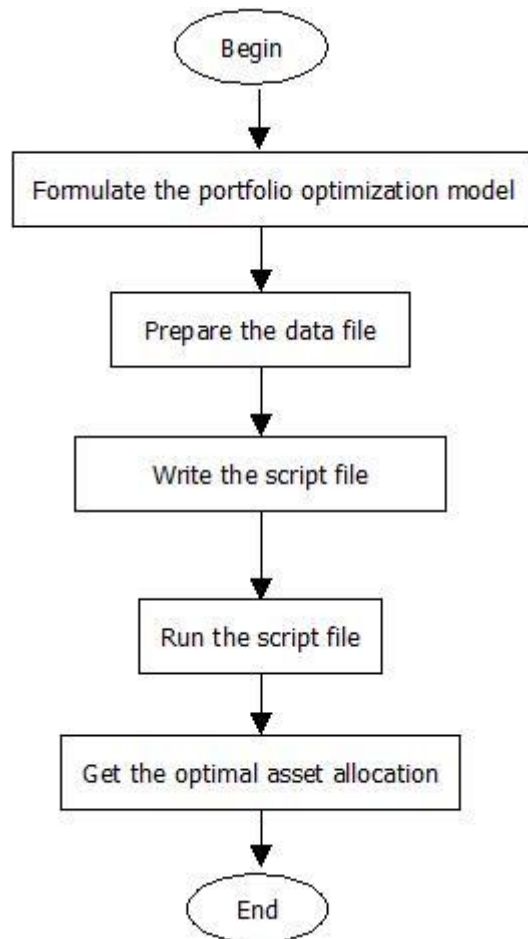 Begin
Formulate the portfolio optimization model
Prepare the data file
Write the script file
Run the script file
Get the optimal asset allocation
End